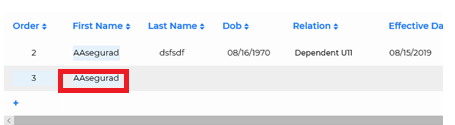 Order First Name Last Name Dob Relation Effective Da
2 AAsegurad dsfsdf 08/16/1970 Dependent U11 08/15/2019
3 AAsegurad
+